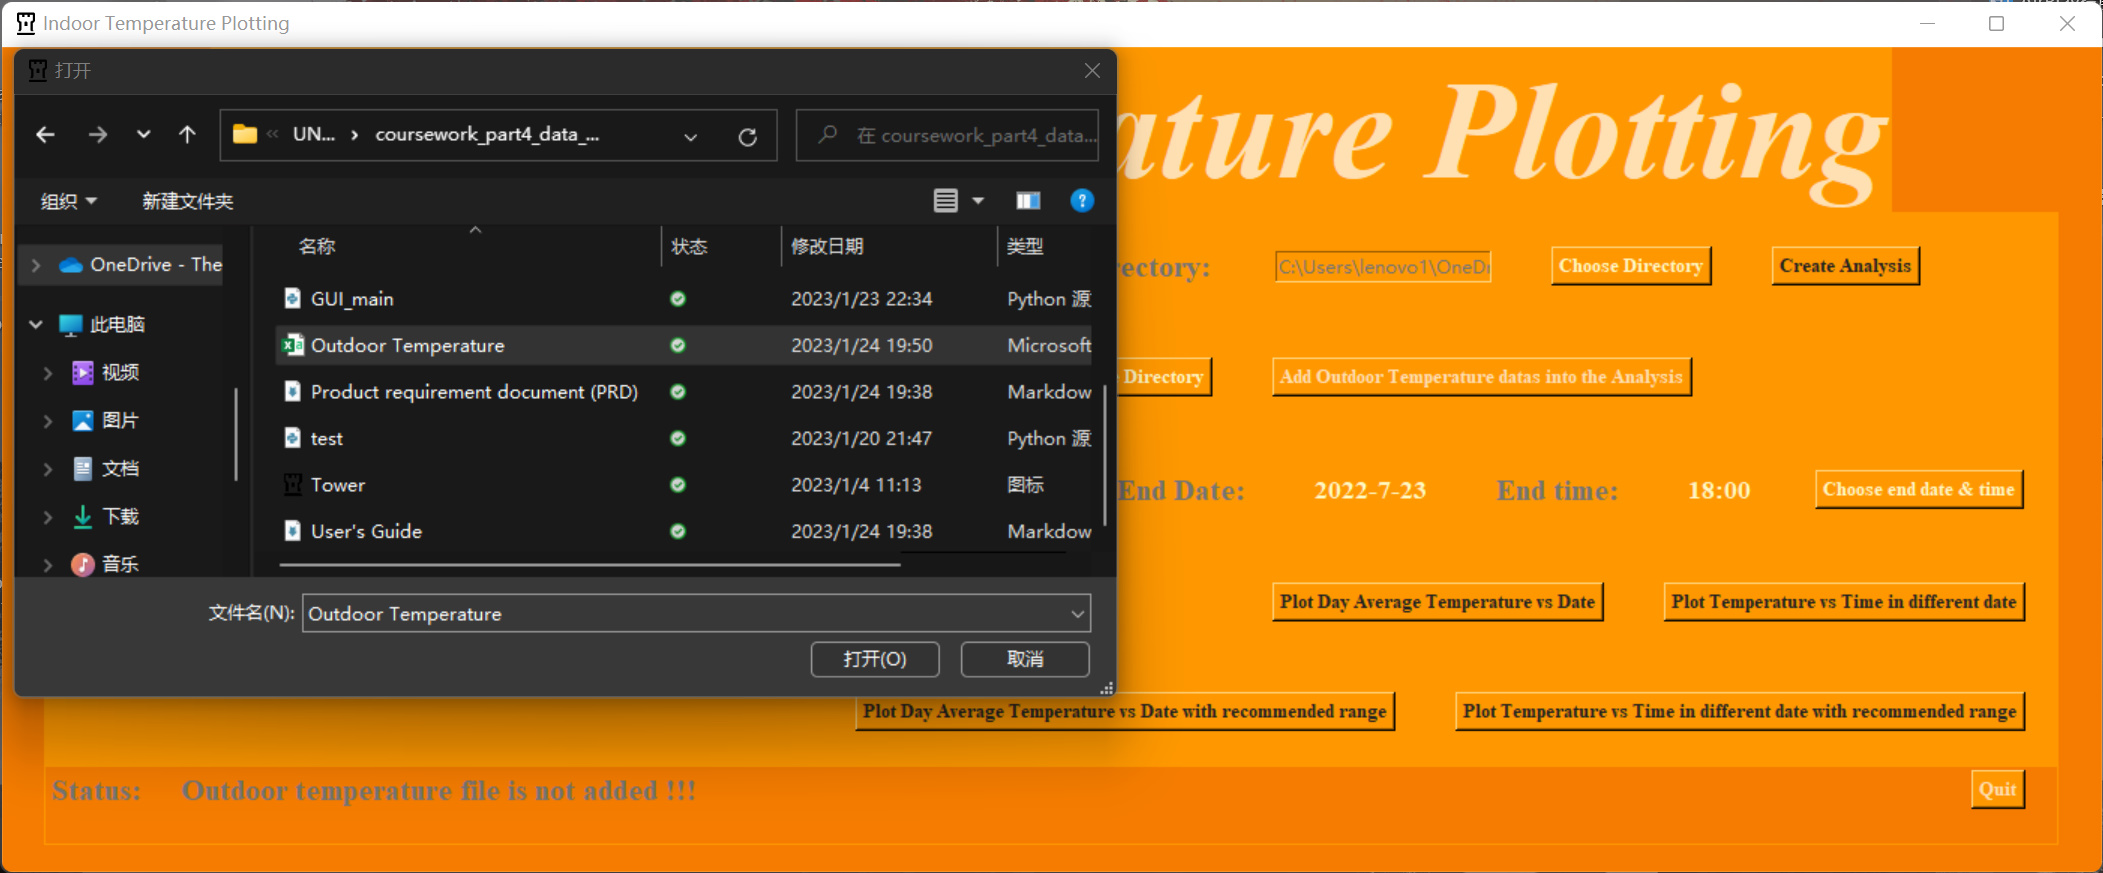 Indoor Temperature Plotting
打开
UN... › coursework_part4_data_...
在 coursework_part4_data...
ature Plotting
组织 新建文件夹
名称 状态 修改日期 类型
OneDrive - The
此电脑
视频
图片
文档
下载
音乐
GUI_main 2023/1/23 22:34 Python 源
Outdoor Temperature 2023/1/24 19:50 Microsoft
Product requirement document (PRD) 2023/1/24 19:38 Markdow
test 2023/1/20 21:47 Python 源
Tower 2023/1/4 11:13 图标
User's Guide 2023/1/24 19:38 Markdow
文件名(N): Outdoor Temperature
打开(O) 取消
ectory: C:\Users\lenovo1\OneDr Choose Directory Create Analysis
Directory Add Outdoor Temperature datas into the Analysis
End Date: 2022-7-23 End time: 18:00 Choose end date & time
Plot Day Average Temperature vs Date Plot Temperature vs Time in different date
Plot Day Average Temperature vs Date with recommended range Plot Temperature vs Time in different date with recommended range
Status: Outdoor temperature file is not added !!! Quit